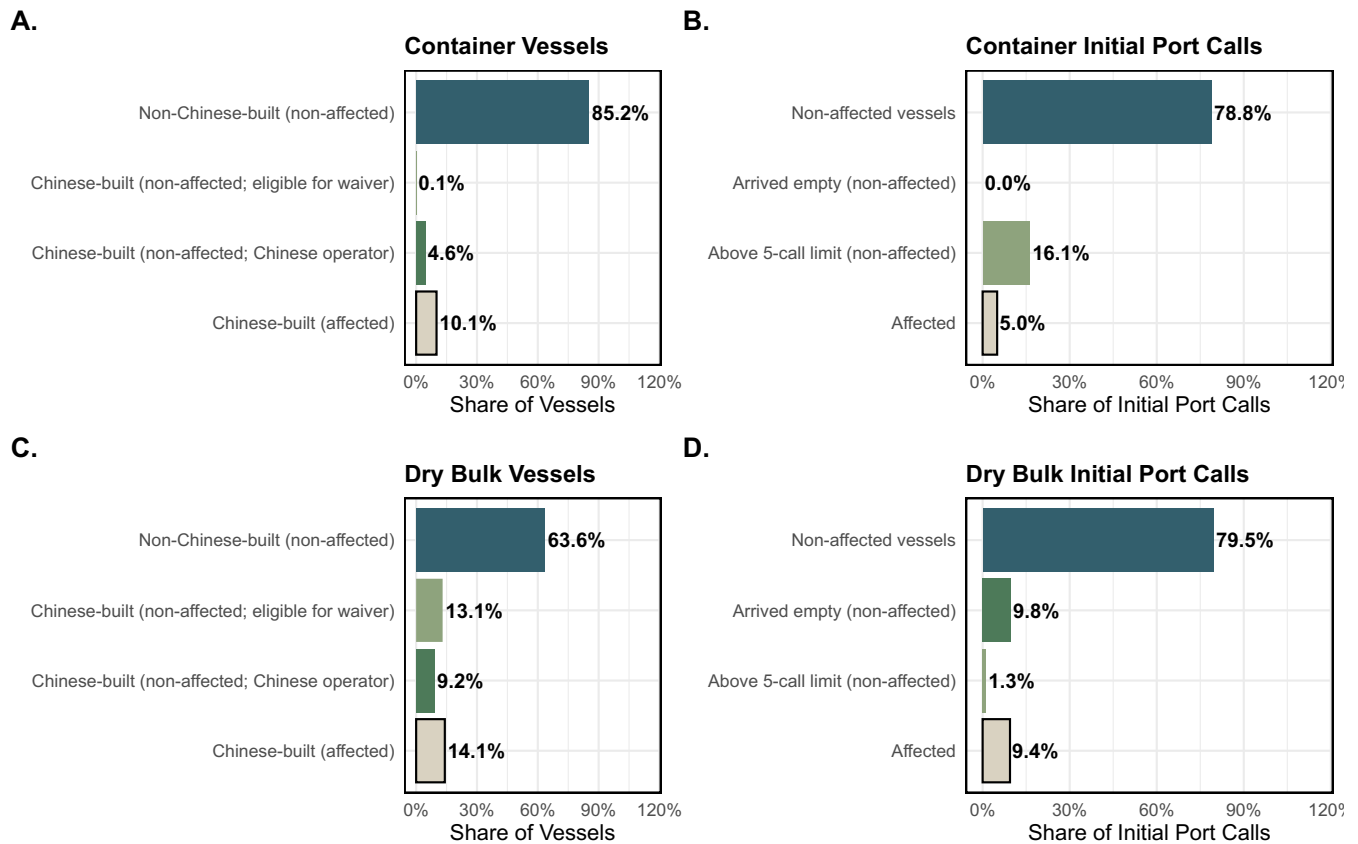 A.
Container Vessels
Non-Chinese-built (non-affected)
85.2%
Chinese-built (non-affected; eligible for waiver)
0.1%
Chinese-built (non-affected; Chinese operator)
4.6%
Chinese-built (affected)
10.1%
0% 30% 60% 90% 120%
Share of Vessels
B.
Container Initial Port Calls
Non-affected vessels
78.8%
Arrived empty (non-affected)
0.0%
Above 5-call limit (non-affected)
16.1%
Affected
5.0%
0% 30% 60% 90% 120%
Share of Initial Port Calls
C.
Dry Bulk Vessels
Non-Chinese-built (non-affected)
63.6%
Chinese-built (non-affected; eligible for waiver)
13.1%
Chinese-built (non-affected; Chinese operator)
9.2%
Chinese-built (affected)
14.1%
0% 30% 60% 90% 120%
Share of Vessels
D.
Dry Bulk Initial Port Calls
Non-affected vessels
79.5%
Arrived empty (non-affected)
9.8%
Above 5-call limit (non-affected)
1.3%
Affected
9.4%
0% 30% 60% 90% 120%
Share of Initial Port Calls